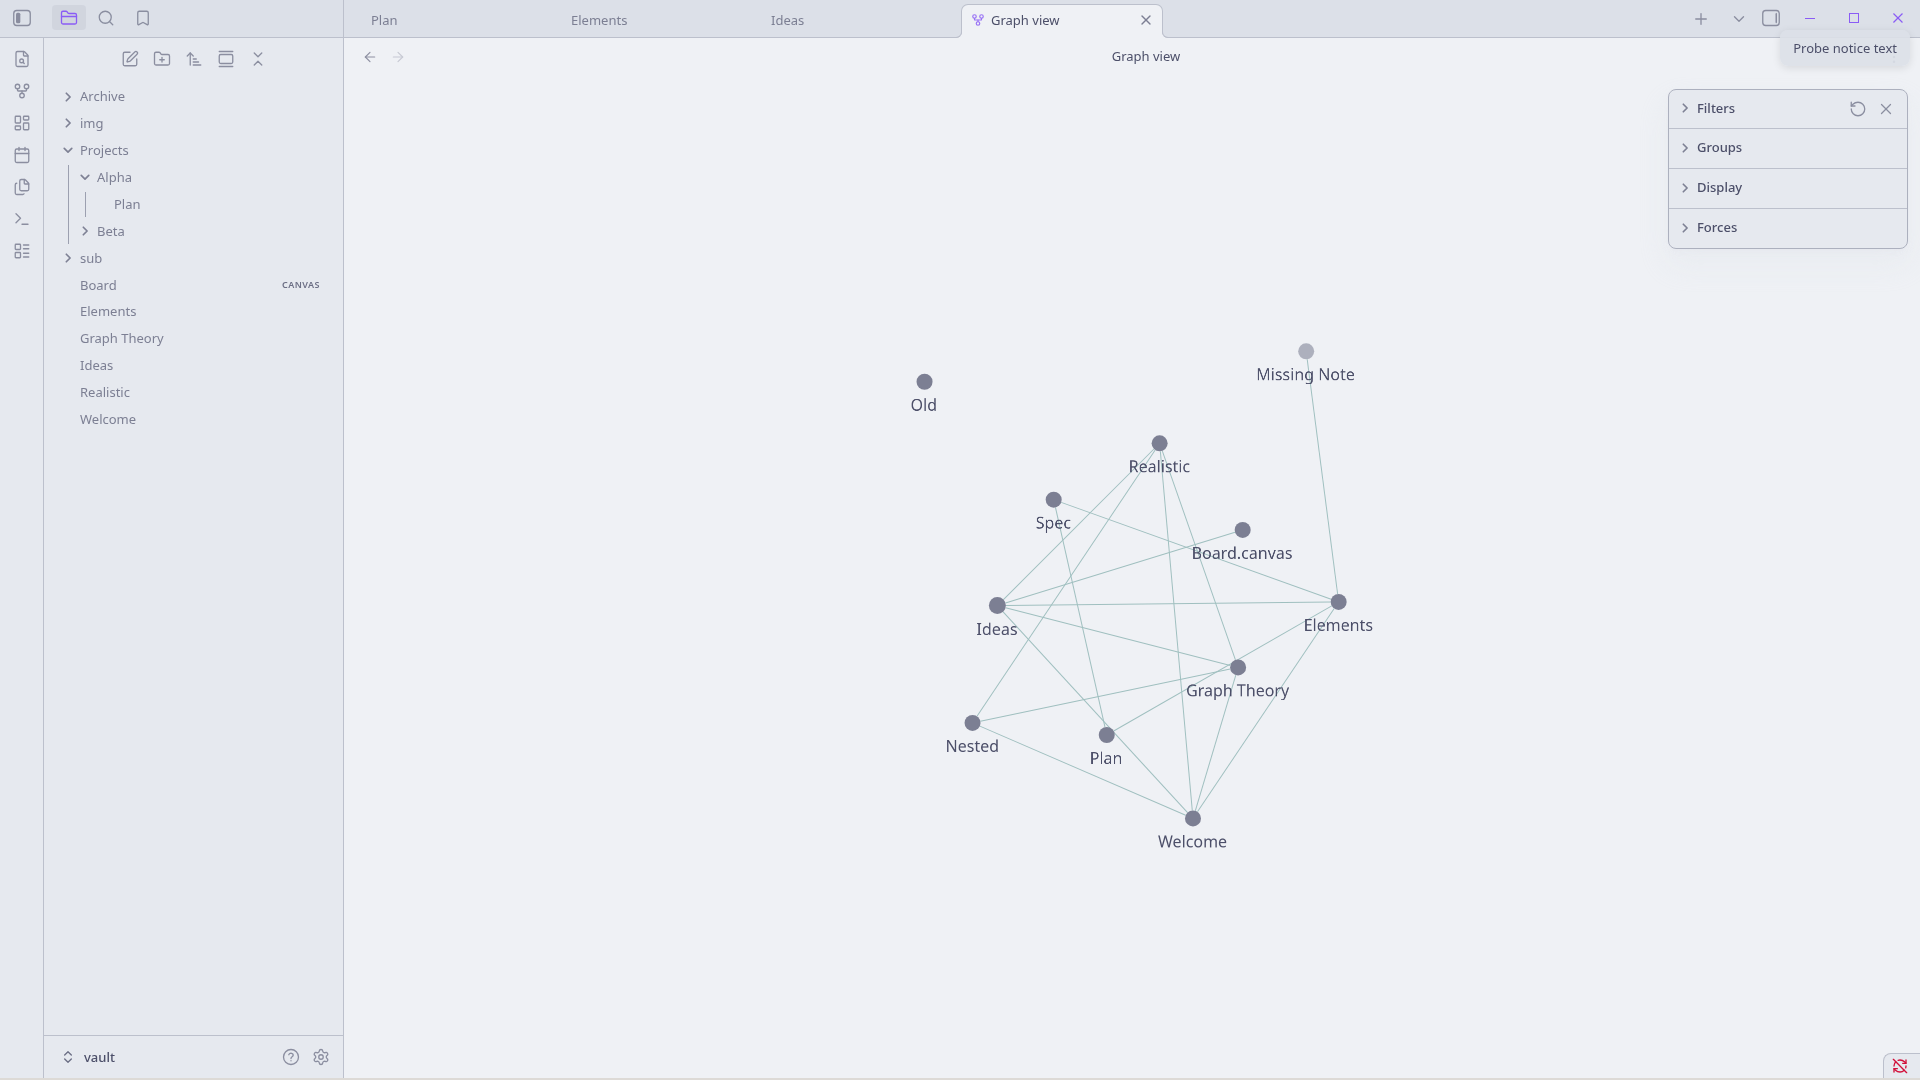 Plan
Elements
Ideas
Graph view
Graph view
Probe notice text
Archive
img
Projects
Alpha
Plan
Beta
sub
Board
CANVAS
Elements
Graph Theory
Ideas
Realistic
Welcome
Filters
Groups
Display
Forces
Missing Note
Old
Realistic
Spec
Board.canvas
Ideas
Elements
Graph Theory
Nested
Plan
Welcome
vault